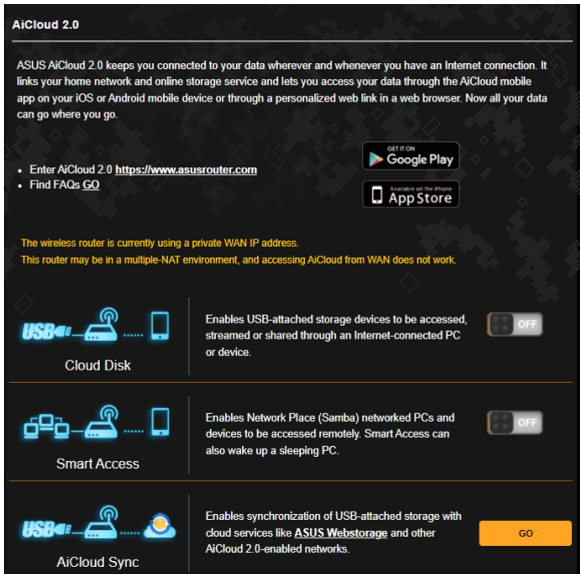 AiCloud 2.0
ASUS AiCloud 2.0 keeps you connected to your data wherever and whenever you have an Internet connection. It
links your home network and online storage service and lets you access your data through the AiCloud mobile
app on your iOS or Android mobile device or through a personalized web link in a web browser. Now all your data
can go where you go.
GET IT ON
Google Play
• Enter AiCloud 2.0 https://www.asusrouter.com
• Find FAQs GO
Available on the iPhone
App Store
The wireless router is currently using a private WAN IP address.
This router may be in a multiple-NAT environment, and accessing AiCloud from WAN does not work.
USB
Cloud Disk
Enables USB-attached storage devices to be accessed,
streamed or shared through an Internet-connected PC
or device.
OFF
Smart Access
Enables Network Place (Samba) networked PCs and
devices to be accessed remotely. Smart Access can
also wake up a sleeping PC.
OFF
USB
AiCloud Sync
Enables synchronization of USB-attached storage with
cloud services like ASUS Webstorage and other
AiCloud 2.0-enabled networks.
GO